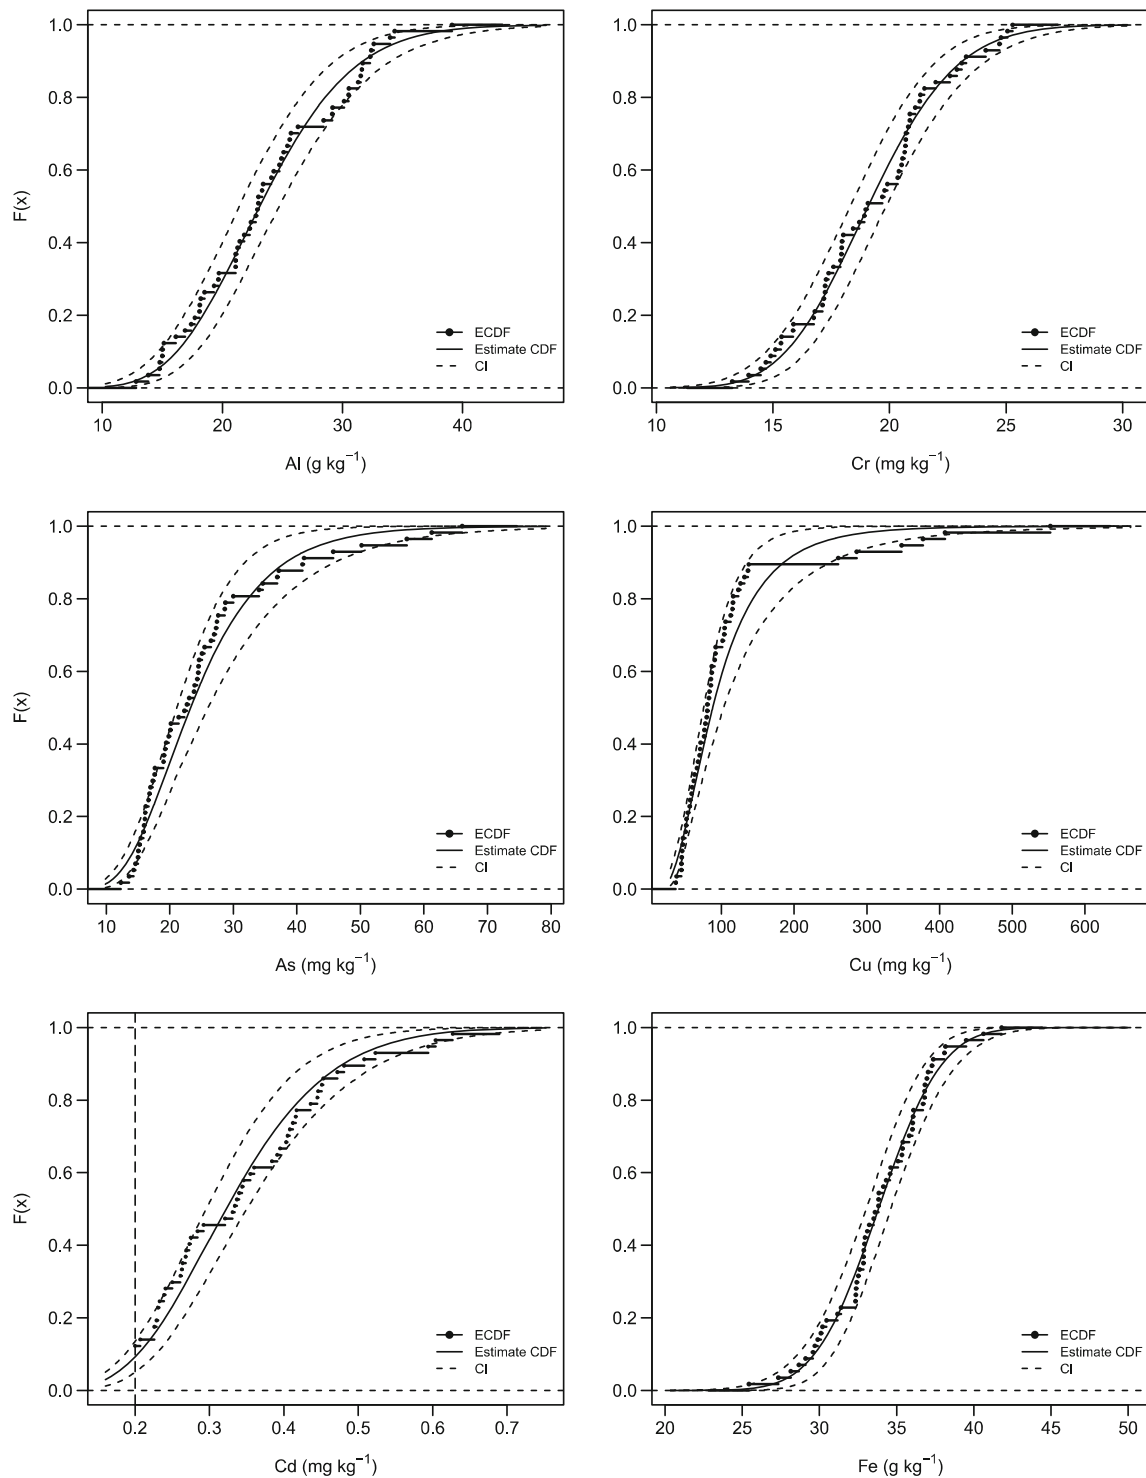 1.0
0.8
0.6
0.4
0.2
0.0
F(x)
ECDF
Estimate CDF
CI
10 20 30 40
Al (g kg⁻¹)
1.0
0.8
0.6
0.4
0.2
0.0
ECDF
Estimate CDF
CI
10 15 20 25 30
Cr (mg kg⁻¹)
1.0
0.8
0.6
0.4
0.2
0.0
F(x)
ECDF
Estimate CDF
CI
10 20 30 40 50 60 70 80
As (mg kg⁻¹)
1.0
0.8
0.6
0.4
0.2
0.0
ECDF
Estimate CDF
CI
100 200 300 400 500 600
Cu (mg kg⁻¹)
1.0
0.8
0.6
0.4
0.2
0.0
F(x)
ECDF
Estimate CDF
CI
0.2 0.3 0.4 0.5 0.6 0.7
Cd (mg kg⁻¹)
1.0
0.8
0.6
0.4
0.2
0.0
ECDF
Estimate CDF
CI
20 25 30 35 40 45 50
Fe (g kg⁻¹)